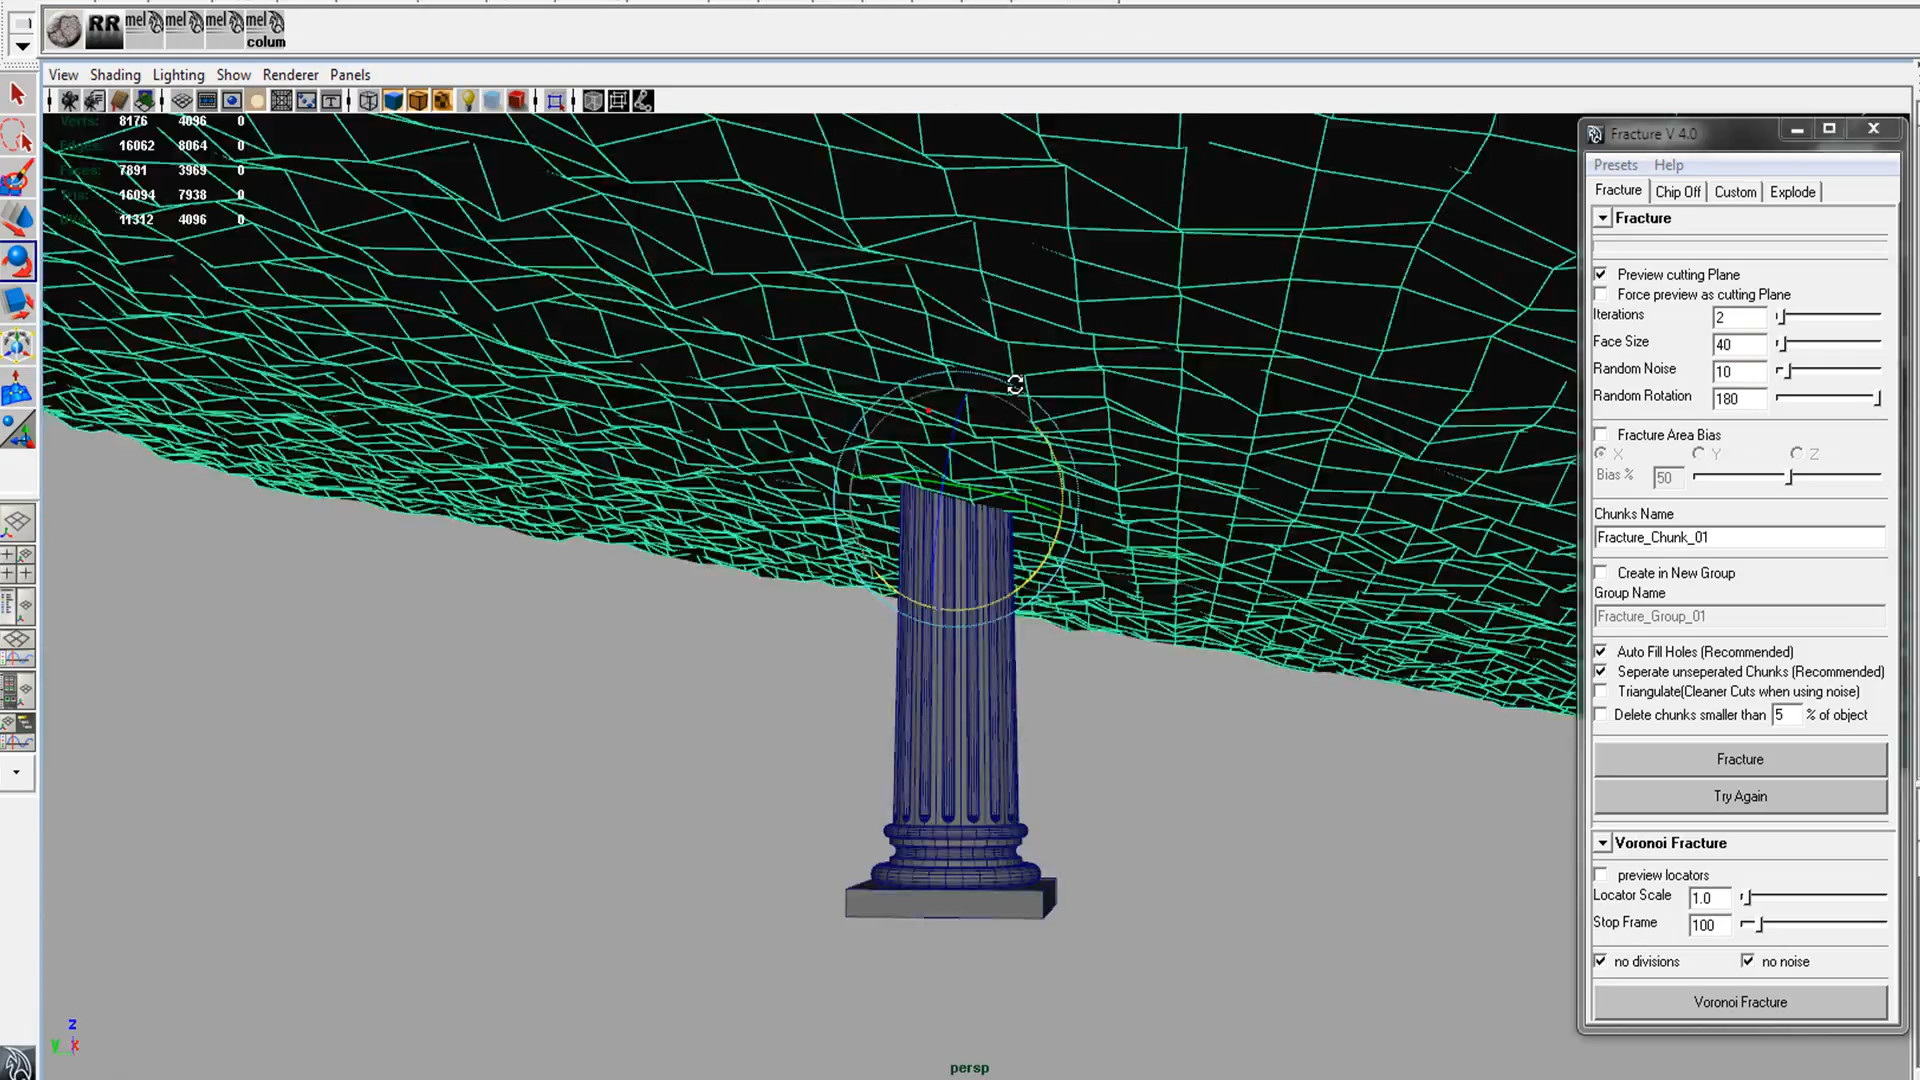 RR mel mel mel mel
colum
View Shading Lighting Show Renderer Panels
Verts: 8176 4096 0
16062 8064 0
Faces: 7891 3969 0
Tris: 16094 7938 0
11312 4096 0
Fracture V 4.0
Presets Help
Fracture Chip Off Custom Explode
Fracture
Preview cutting Plane
Force preview as cutting Plane
Iterations 2
Face Size 40
Random Noise 10
Random Rotation 180
Fracture Area Bias
X Y Z
Bias % 50
Chunks Name
Fracture_Chunk_01
Create in New Group
Group Name
Fracture_Group_01
Auto Fill Holes (Recommended)
Seperate unseperated Chunks (Recommended)
Triangulate(Cleaner Cuts when using noise)
Delete chunks smaller than 5 % of object
Fracture
Try Again
Voronoi Fracture
preview locators
Locator Scale 1.0
Stop Frame 100
no divisions no noise
Voronoi Fracture
z
y x
persp